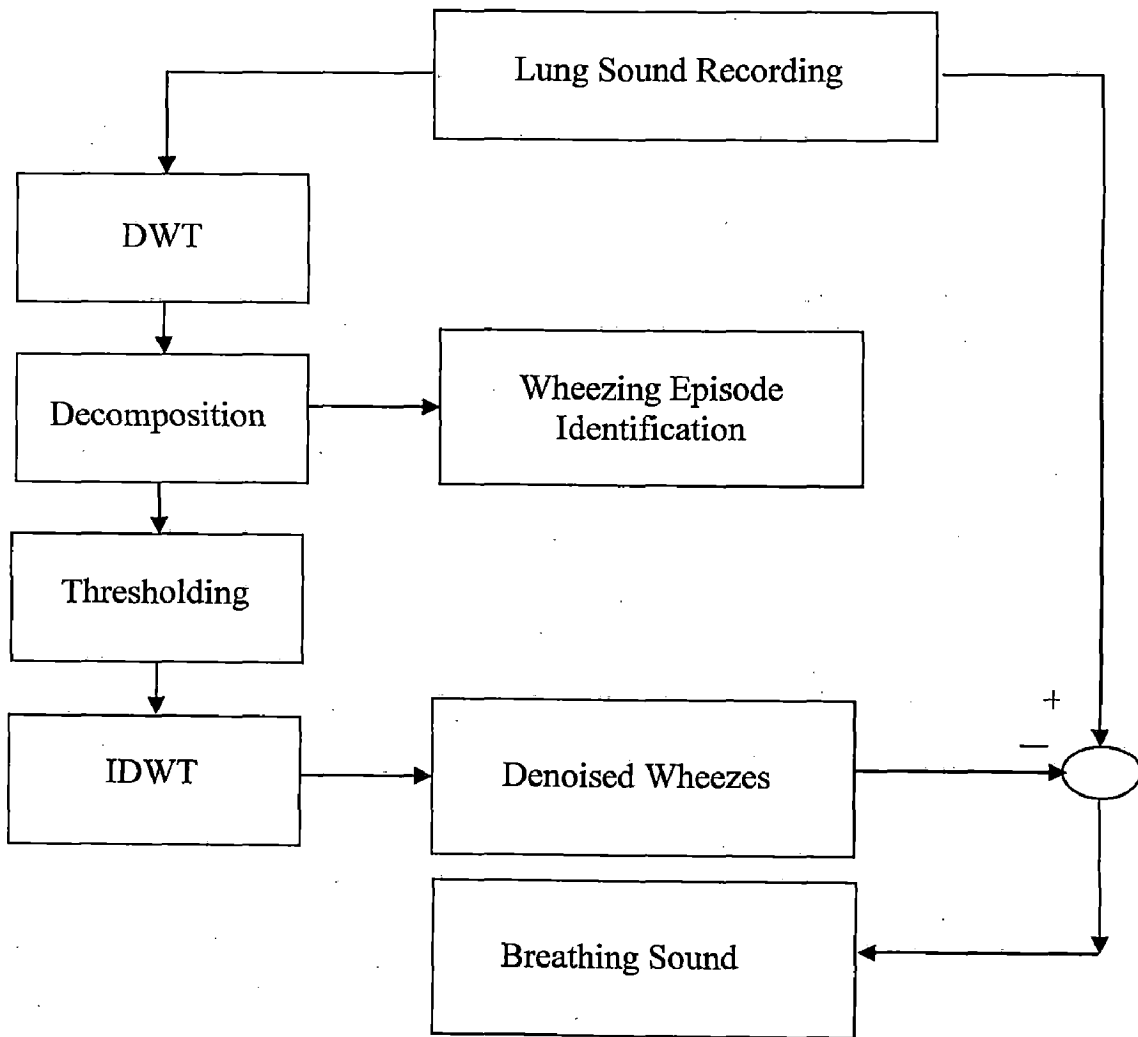 Lung Sound Recording
DWT
Decomposition
Wheezing Episode
Identification
Thresholding
IDWT
Denoised Wheezes
+
—
Breathing Sound